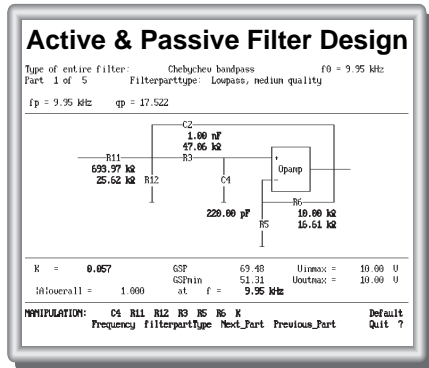 Active & Passive Filter Design
Type of entire filter: Chebychev bandpass f0 = 9.95 kHz
Part 1 of 5 Filterparttype: Lowpass, medium quality
fp = 9.95 kHz qp = 17.522
C2
1.00 nF
47.06 kΩ
R11 R3
693.97 kΩ
25.62 kΩ R12 C4
+
-
Opamp
R6
220.00 pF 10.00 kΩ
R5 16.61 kΩ
K = 0.057 GSP 69.48 Uinmax = 10.00 V
GSPmin 51.31 Uoutmax = 10.00 V
|A|overall = 1.000 at f = 9.95 kHz
MANIPULATION: C4 R11 R12 R3 R5 R6 K Default
Frequency filterpartType Next_Part Previous_Part Quit ?